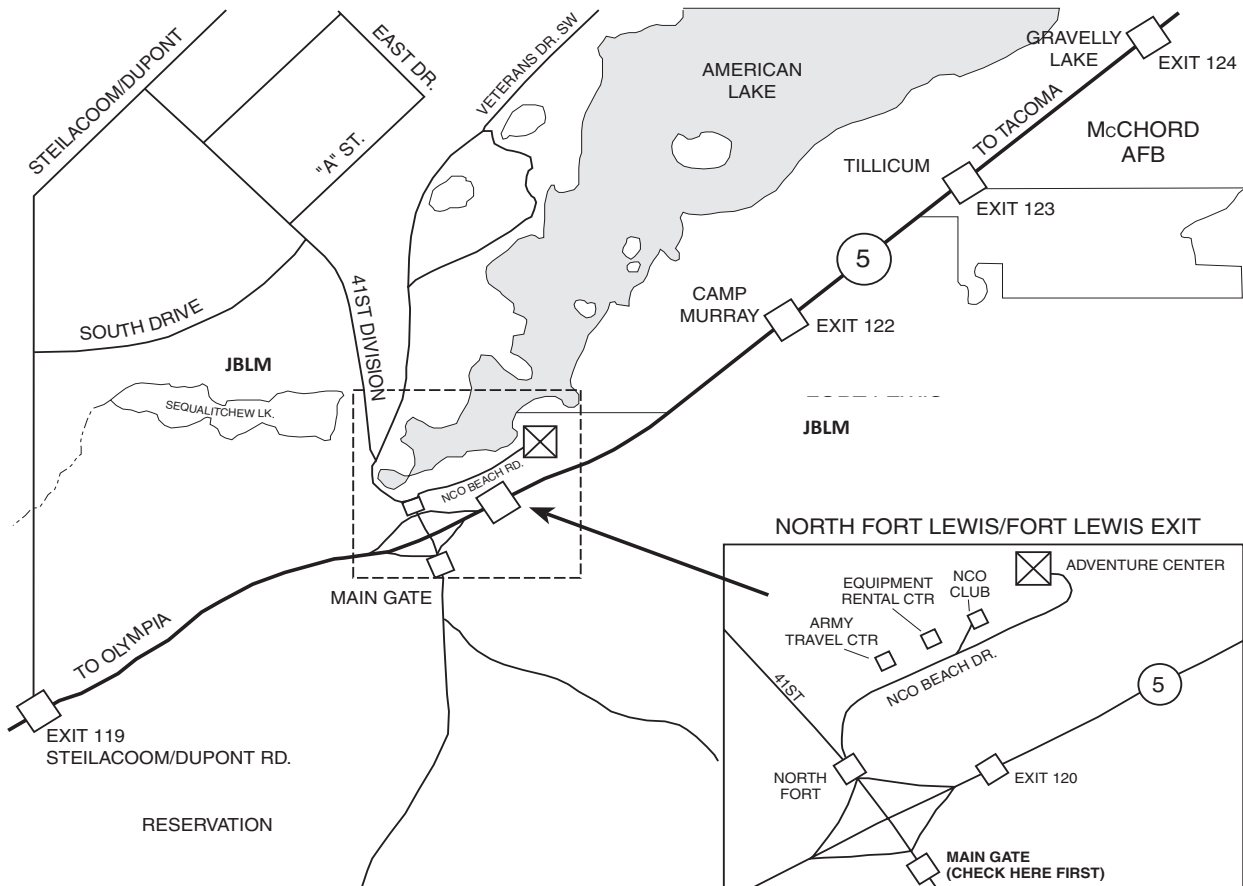 STEILACOOM/DUPONT
EAST DR.
VETERANS DR. SW
"A" ST.
AMERICAN
LAKE
GRAVELLY
LAKE
EXIT 124
TO TACOMA
McCHORD
AFB
TILLICUM
EXIT 123
5
CAMP
MURRAY
EXIT 122
SOUTH DRIVE
41ST DIVISION
JBLM
SEQUALITCHEW LK.
JBLM
NCO BEACH RD.
MAIN GATE
TO OLYMPIA
EXIT 119
STEILACOOM/DUPONT RD.
RESERVATION
NORTH FORT LEWIS/FORT LEWIS EXIT
ADVENTURE CENTER
NCO
CLUB
EQUIPMENT
RENTAL CTR
ARMY
TRAVEL CTR
NCO BEACH DR.
41ST
5
NORTH
FORT
EXIT 120
MAIN GATE
(CHECK HERE FIRST)